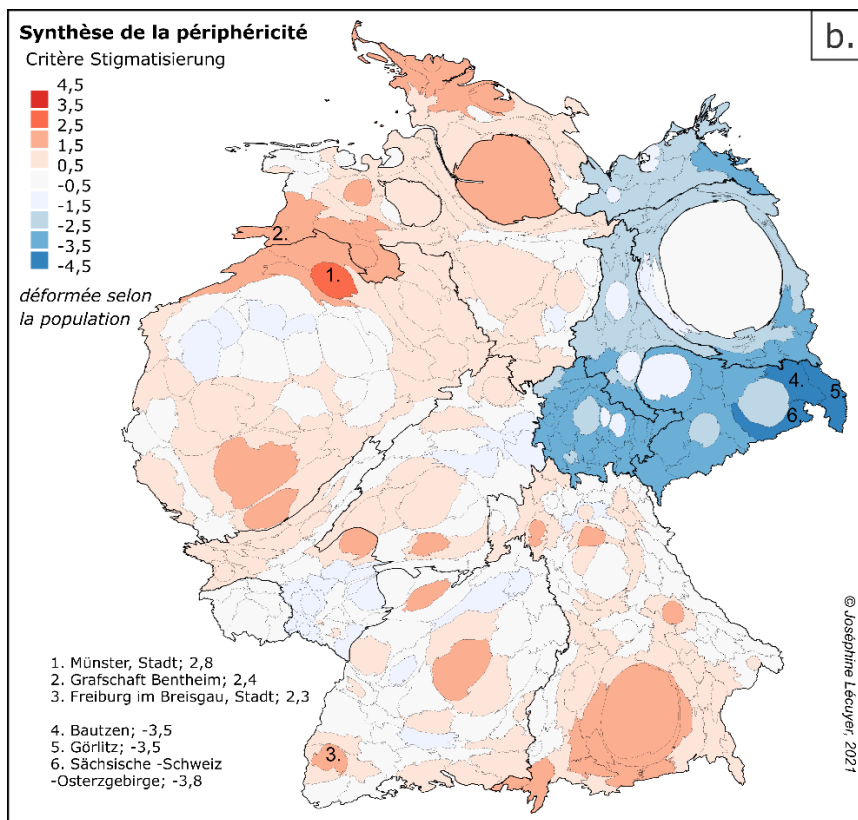 Synthèse de la périphéricité
b.
Critère Stigmatisierung
4,5
3,5
2,5
1,5
0,5
-0,5
-1,5
-2,5
-3,5
-4,5
déformée selon
la population
2.
1.
4.
5.
6.
3.
1. Münster, Stadt; 2,8
2. Grafschaft Bentheim; 2,4
3. Freiburg im Breisgau, Stadt; 2,3
4. Bautzen; -3,5
5. Görlitz; -3,5
6. Sächsische -Schweiz
-Osterzgebirge; -3,8
© Joséphine Lécuyer, 2021